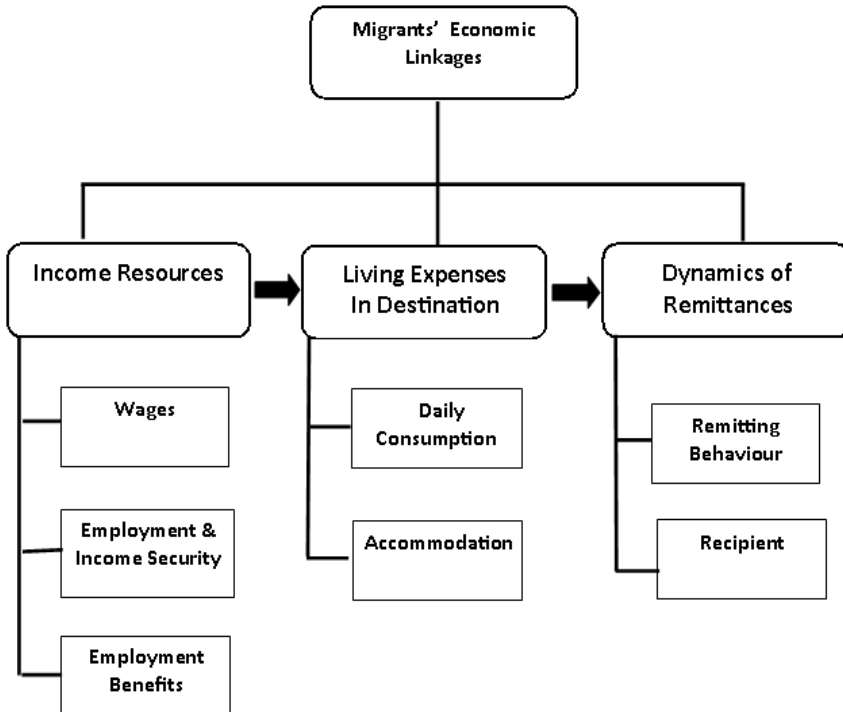 Migrants' Economic
Linkages
Income Resources
Living Expenses
In Destination
Dynamics of
Remittances
Wages
Employment &
Income Security
Employment
Benefits
Daily
Consumption
Accommodation
Remitting
Behaviour
Recipient